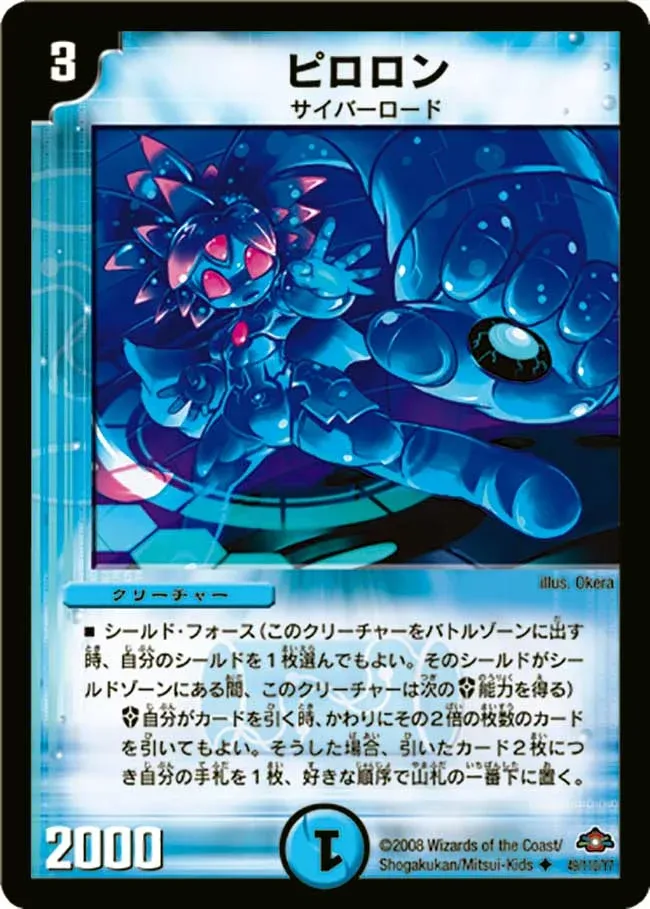 3
ピロロン
サイバーロード
illus. Okera
クリーチャー
■ シールド・フォース(このクリーチャーをバトルゾーンに出す
時、自分のシールドを1枚選んでもよい。そのシールドがシー
ルドゾーンにある間、このクリーチャーは次の能力を得る)
自分がカードを引く時、かわりにその2倍の枚数のカード
を引いてもよい。そうした場合、引いたカード2枚につ
き自分の手札を1枚、好きな順序で山札の一番下に置く。
2000
1
©2008 Wizards of the Coast/
Shogakukan/Mitsui-Kids
49/110/Y7